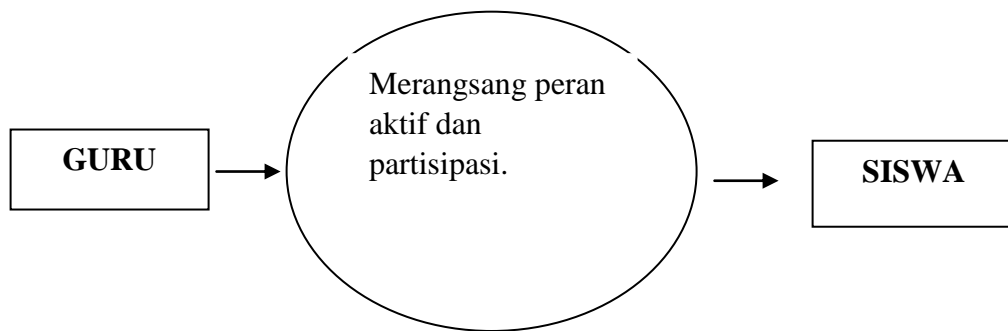 GURU
Merangsang peran
aktif dan
partisipasi.
SISWA